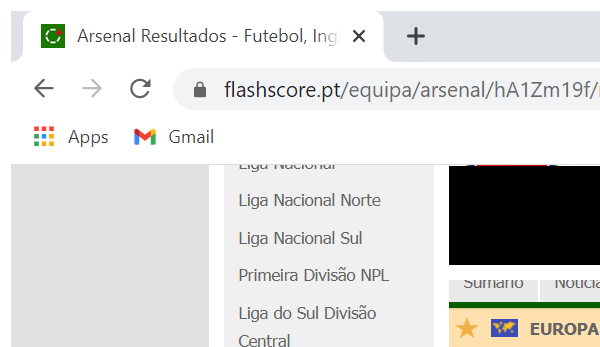 Arsenal Resultados - Futebol, Ing
flashscore.pt/equipa/arsenal/hA1Zm19f/
Apps
Gmail
Liga Nacional
Liga Nacional Norte
Liga Nacional Sul
Primeira Divisão NPL
Liga do Sul Divisão
Central
Sumário
Notícia
EUROPA